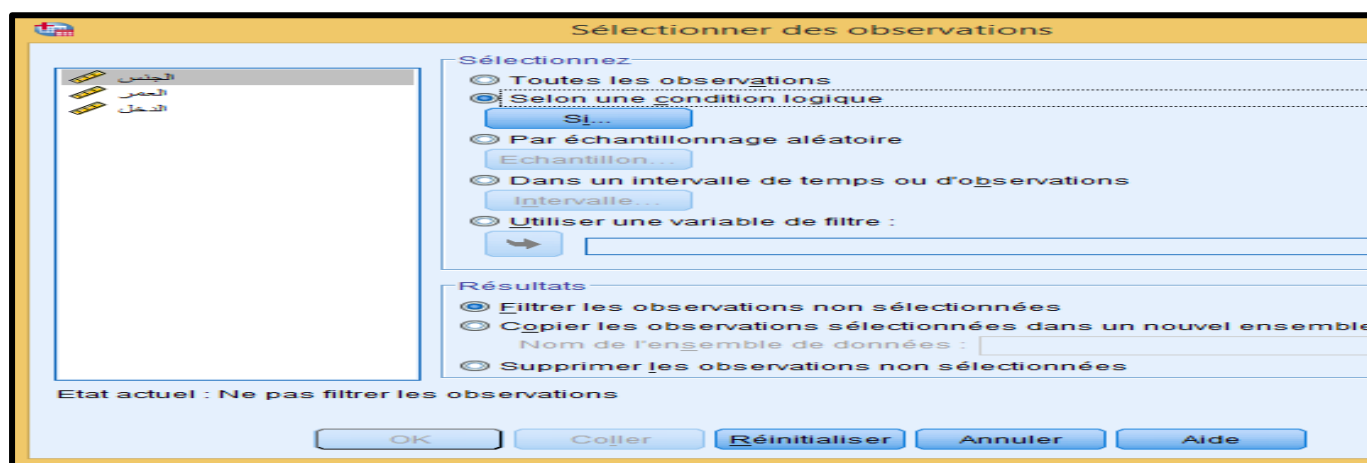 Sélectionner des observations
الجنس
العمر
الدخل
Sélectionnez
Toutes les observations
Selon une condition logique
Si...
Par échantillonnage aléatoire
Echantillon...
Dans un intervalle de temps ou d'observations
Intervalle...
Utiliser une variable de filtre :
Résultats
Filtrer les observations non sélectionnées
Copier les observations sélectionnées dans un nouvel ensemble
Nom de l'ensemble de données :
Supprimer les observations non sélectionnées
Etat actuel : Ne pas filtrer les observations
OK Coller Réinitialiser Annuler Aide